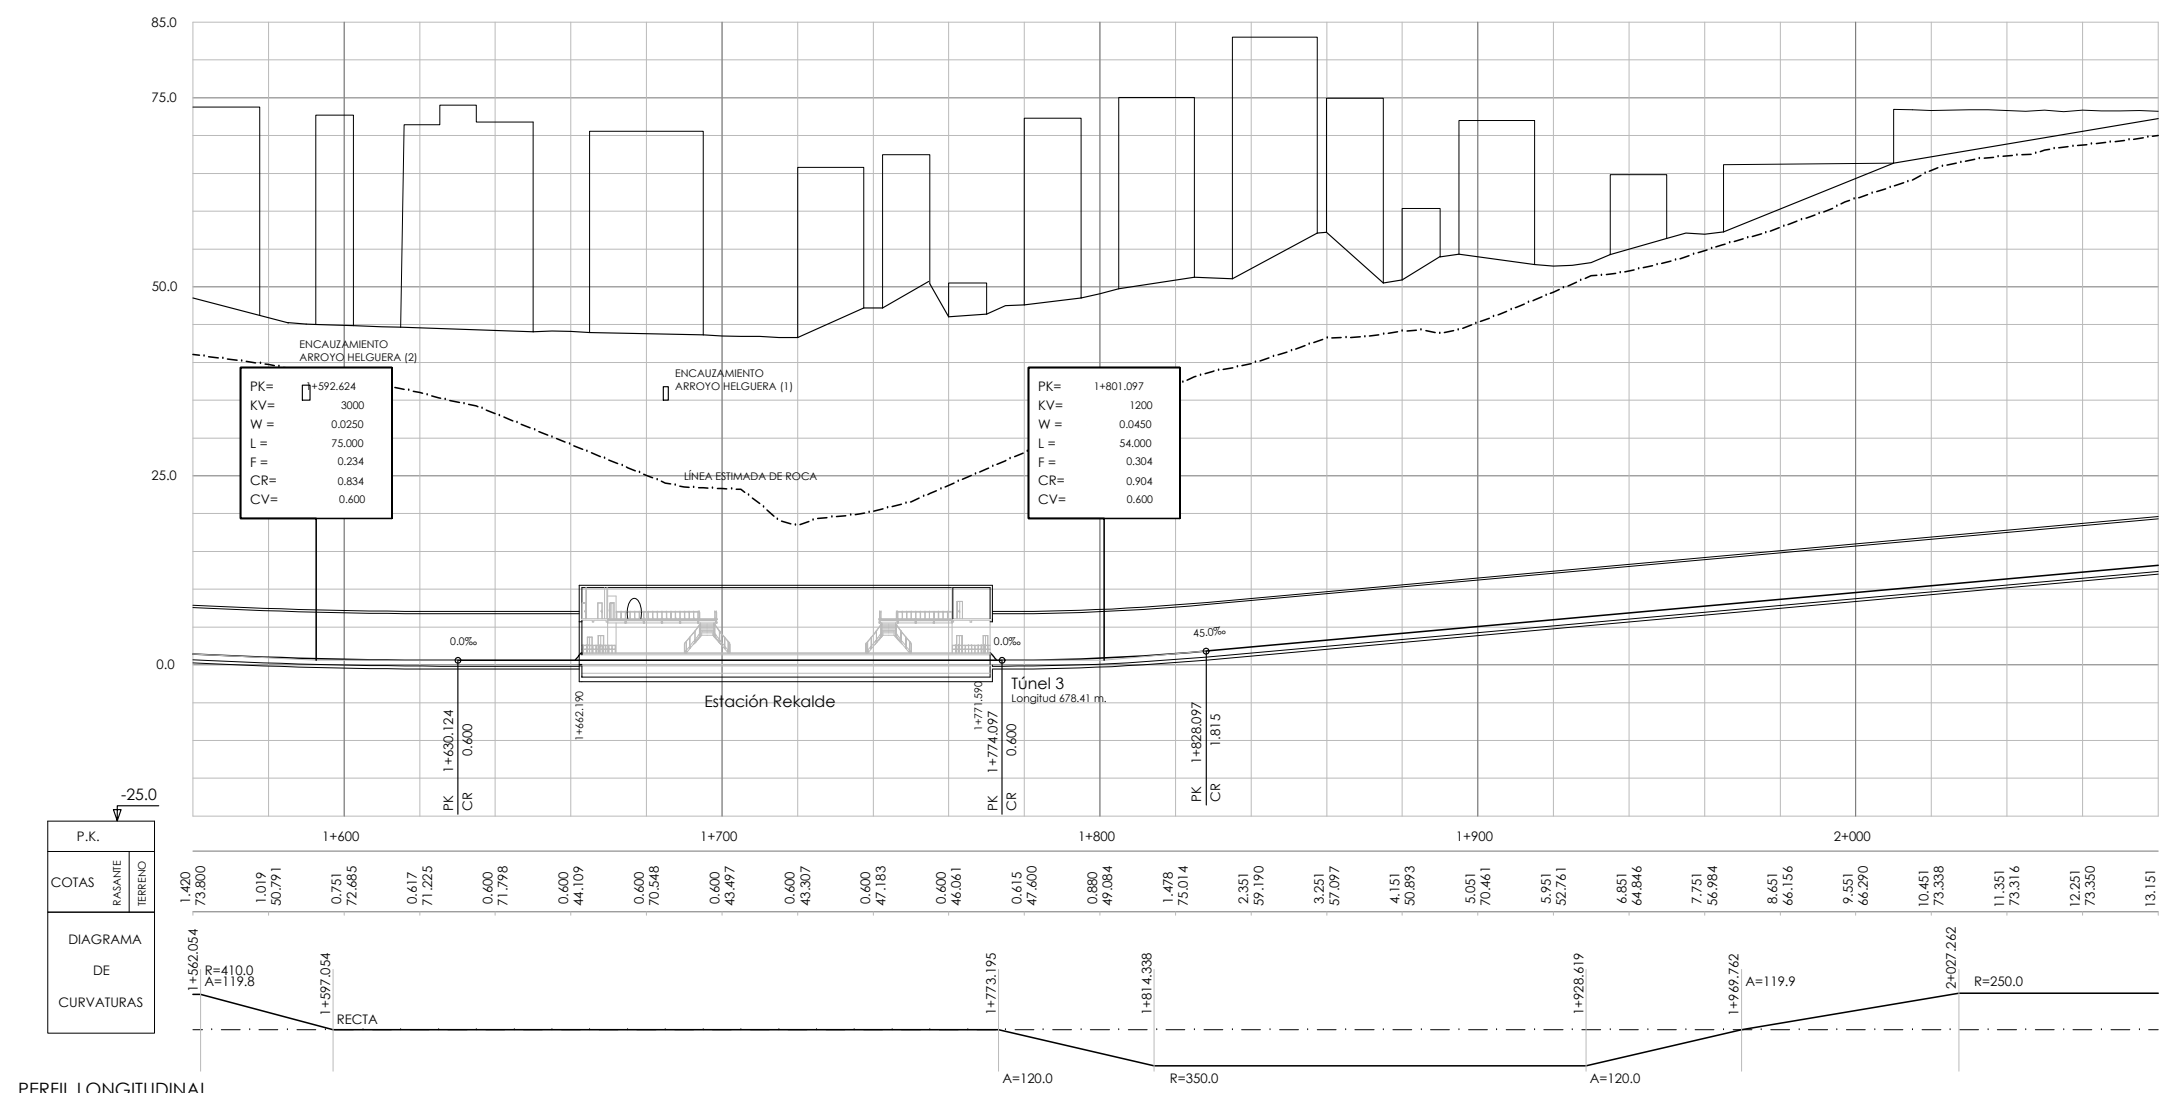 85.0
75.0
50.0
25.0
0.0
-25.0
ENCAUZAMIENTO
ARROYO HELGUERA (2)
ENCAUZAMIENTO
ARROYO HELGUERA (1)
PK= 1+592.624
KV= 3000
W = 0.0250
L = 75.000
F = 0.234
CR= 0.834
CV= 0.600
PK= 1+801.097
KV= 1200
W = 0.0450
L = 54.000
F = 0.304
CR= 0.904
CV= 0.600
LÍNEA ESTIMADA DE ROCA
0.0‰
0.0‰
45.0‰
Estación Rekalde
Túnel 3
Longitud 678.41 m.
PK 1+630.124
CR 0.600
1+662.190
1+771.590
PK 1+774.097
CR 0.600
PK 1+828.097
CR 1.815
P.K.
1+600 1+700 1+800 1+900 2+000
COTAS
RASANTE
TERRENO
1.420 1.019 0.751 0.617 0.600 0.600 0.600 0.600 0.600 0.600 0.600 0.615 0.880 1.478 2.351 3.251 4.151 5.051 5.951 6.851 7.751 8.651 9.551 10.451 11.351 12.251 13.151
73.800 50.791 72.685 71.225 71.798 44.109 70.548 43.497 43.307 47.183 46.061 47.600 49.084 75.014 59.190 57.097 50.893 70.461 52.761 64.846 56.984 66.156 66.290 73.338 73.316 73.350
DIAGRAMA
DE
CURVATURAS
1+562.054
R=410.0
A=119.8
1+597.054
RECTA
1+773.195
A=120.0
1+814.338
R=350.0
1+928.619
A=120.0
1+969.762
A=119.9
2+027.262
R=250.0
PERFIL LONGITUDINAL